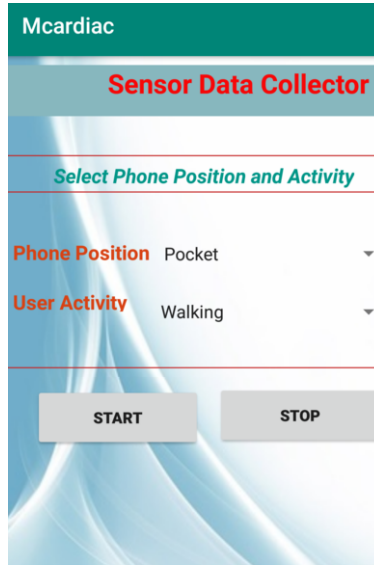 Mcardiac
Sensor Data Collector
Select Phone Position and Activity
Phone Position Pocket
User Activity Walking
START STOP